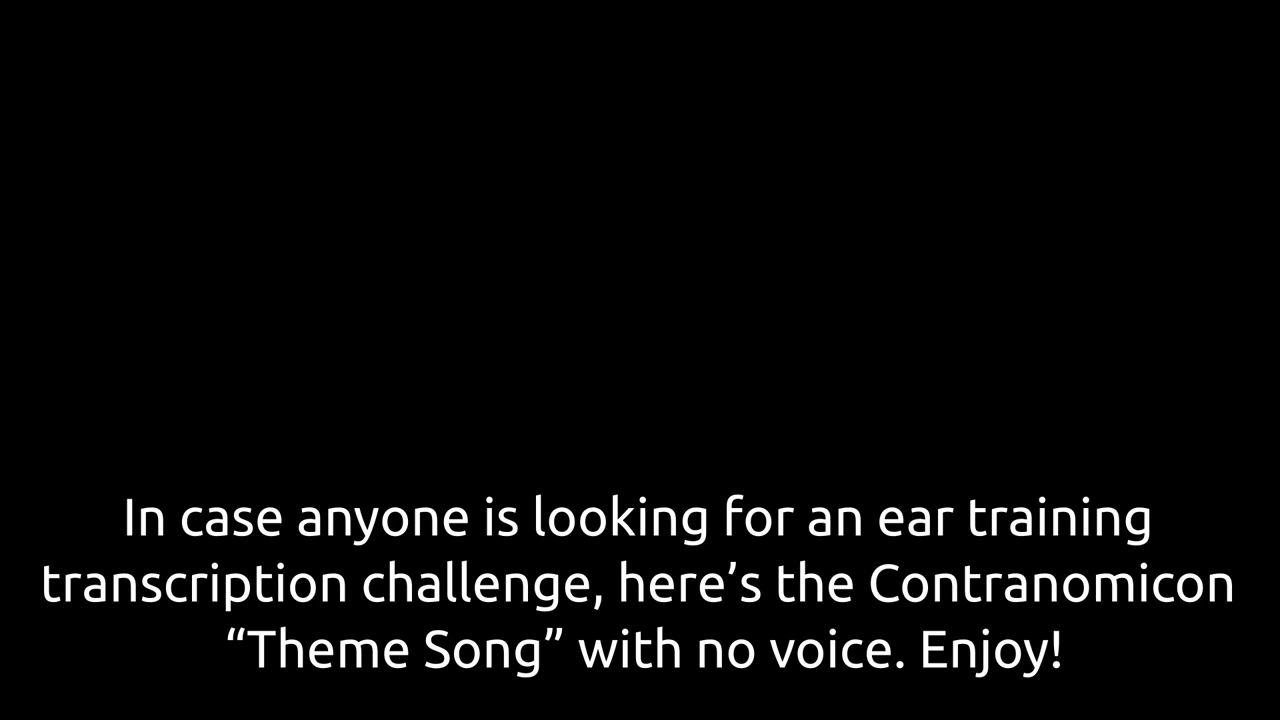 In case anyone is looking for an ear training
transcription challenge, here’s the Contranomicon
“Theme Song” with no voice. Enjoy!